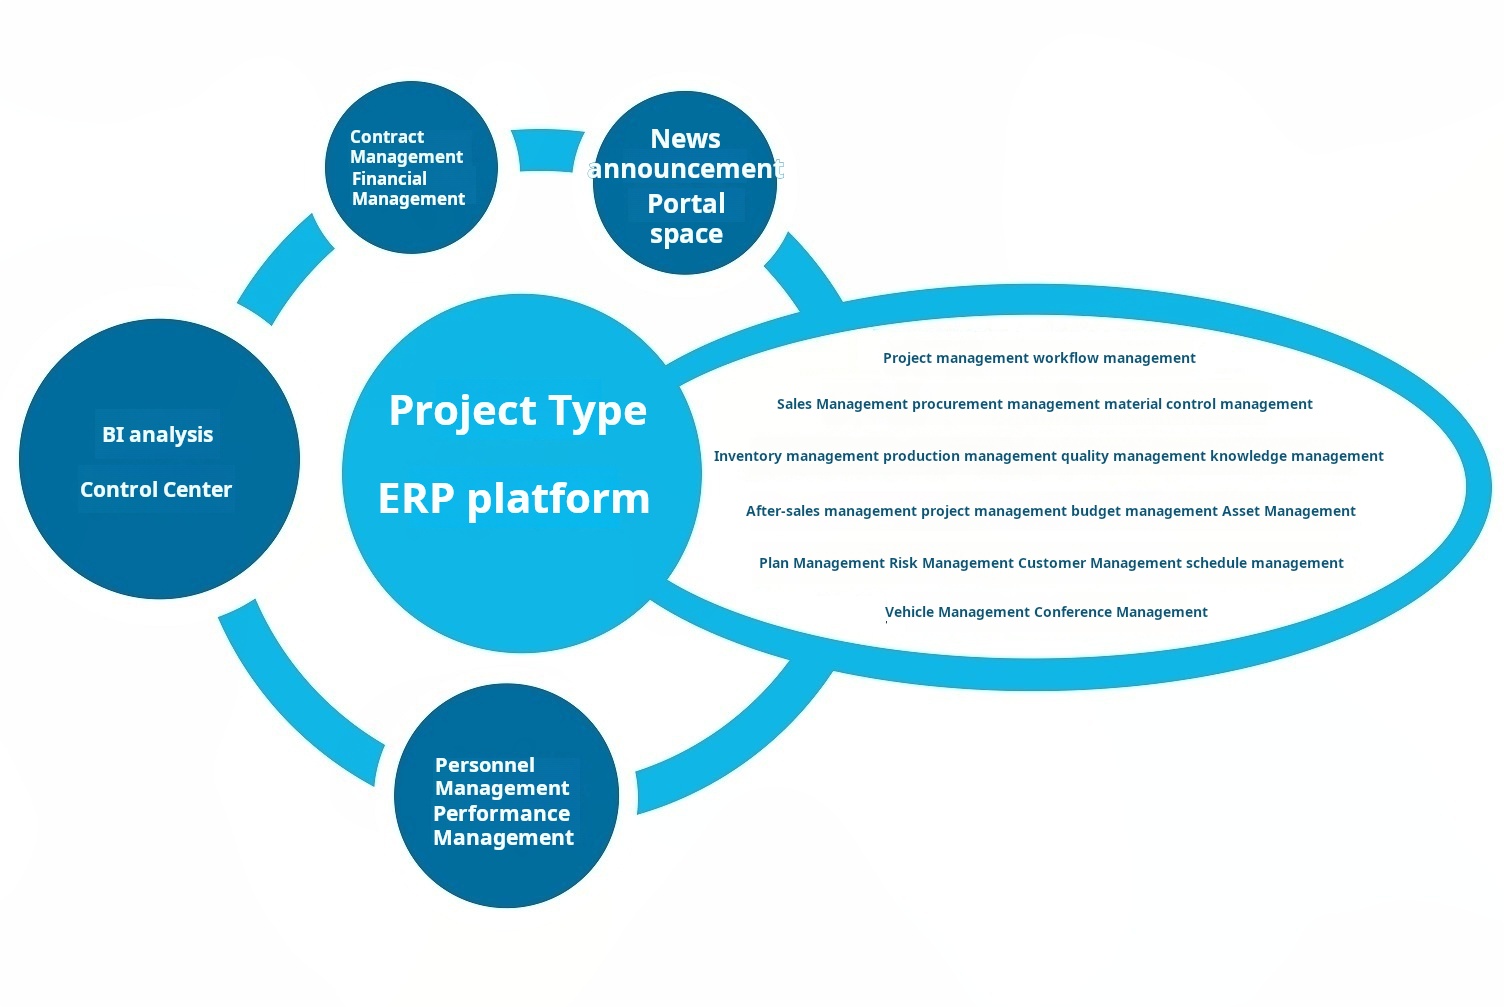 Contract
Management
Financial
Management
News
announcement
Portal
space
BI analysis
Control Center
Project Type
ERP platform
Project management workflow management
Sales Management procurement management material control management
Inventory management production management quality management knowledge management
After-sales management project management budget management Asset Management
Plan Management Risk Management Customer Management schedule management
Vehicle Management Conference Management
Personnel
Management
Performance
Management